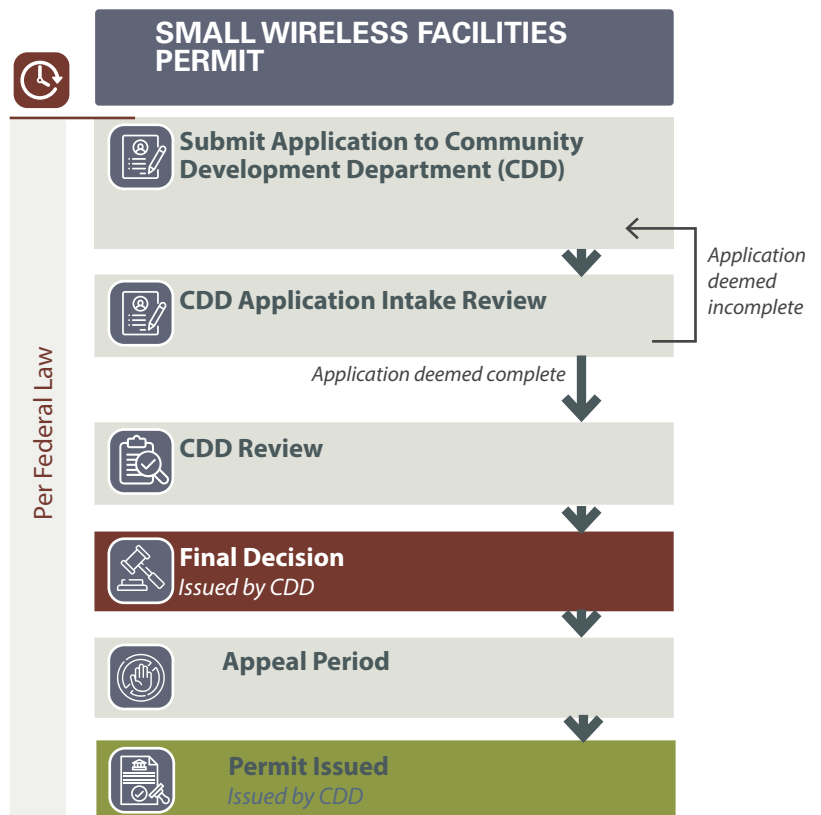 SMALL WIRELESS FACILITIES
PERMIT
Submit Application to Community
Development Department (CDD)
Application
deemed
incomplete
CDD Application Intake Review
Application deemed complete
Per Federal Law
CDD Review
Final Decision
Issued by CDD
Appeal Period
Permit Issued
Issued by CDD